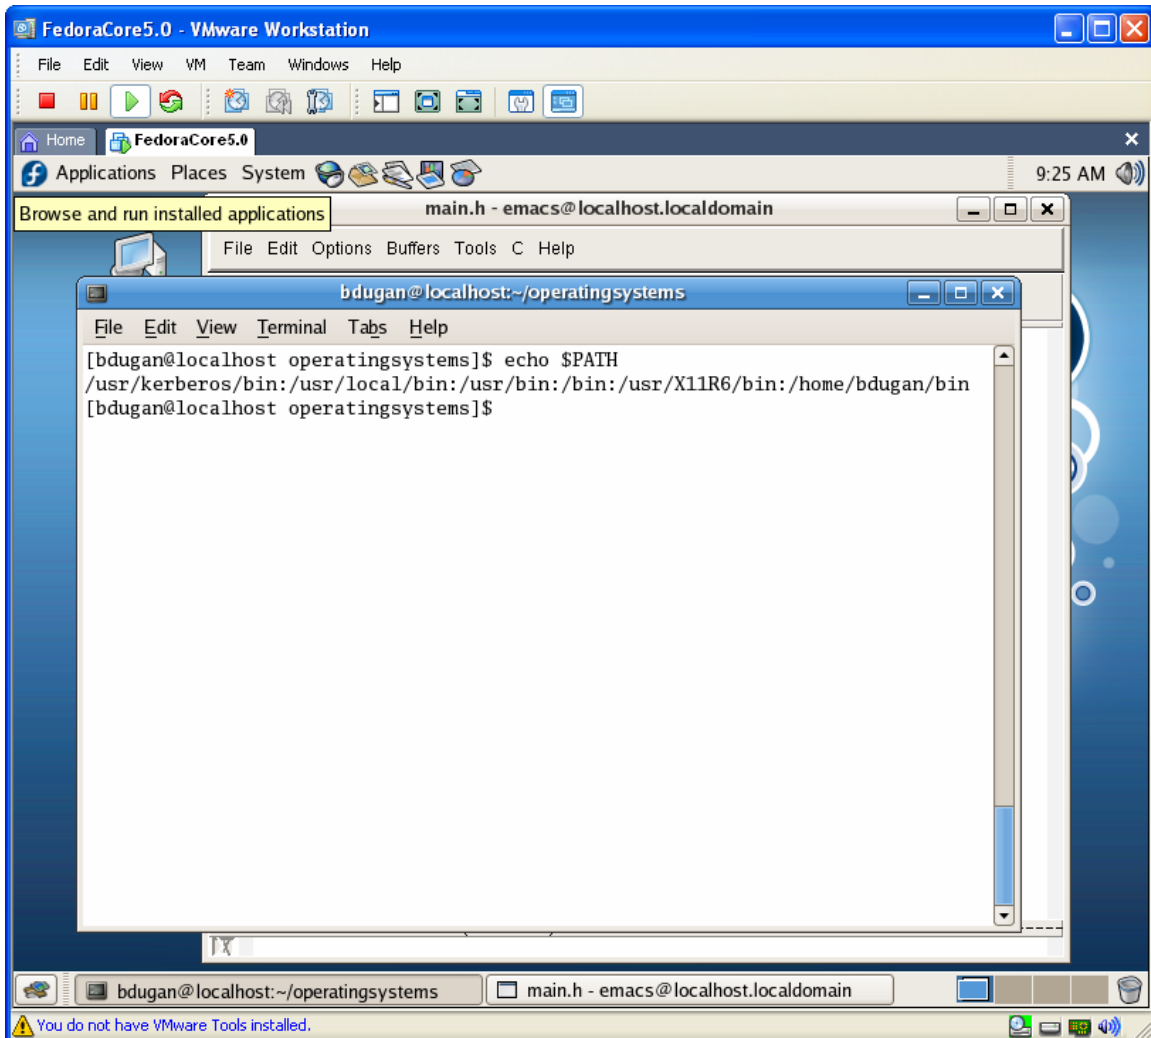 FedoraCore5.0 - VMware Workstation
File Edit View VM Team Windows Help
Home FedoraCore5.0
Applications Places System 9:25 AM
Browse and run installed applications
main.h - emacs@localhost.localdomain
File Edit Options Buffers Tools C Help
bdugan@localhost:~/operatingsystems
File Edit View Terminal Tabs Help
[bdugan@localhost operatingsystems]$ echo $PATH
/usr/kerberos/bin:/usr/local/bin:/usr/bin:/bin:/usr/X11R6/bin:/home/bdugan/bin
[bdugan@localhost operatingsystems]$
bdugan@localhost:~/operatingsystems main.h - emacs@localhost.localdomain
You do not have VMware Tools installed.